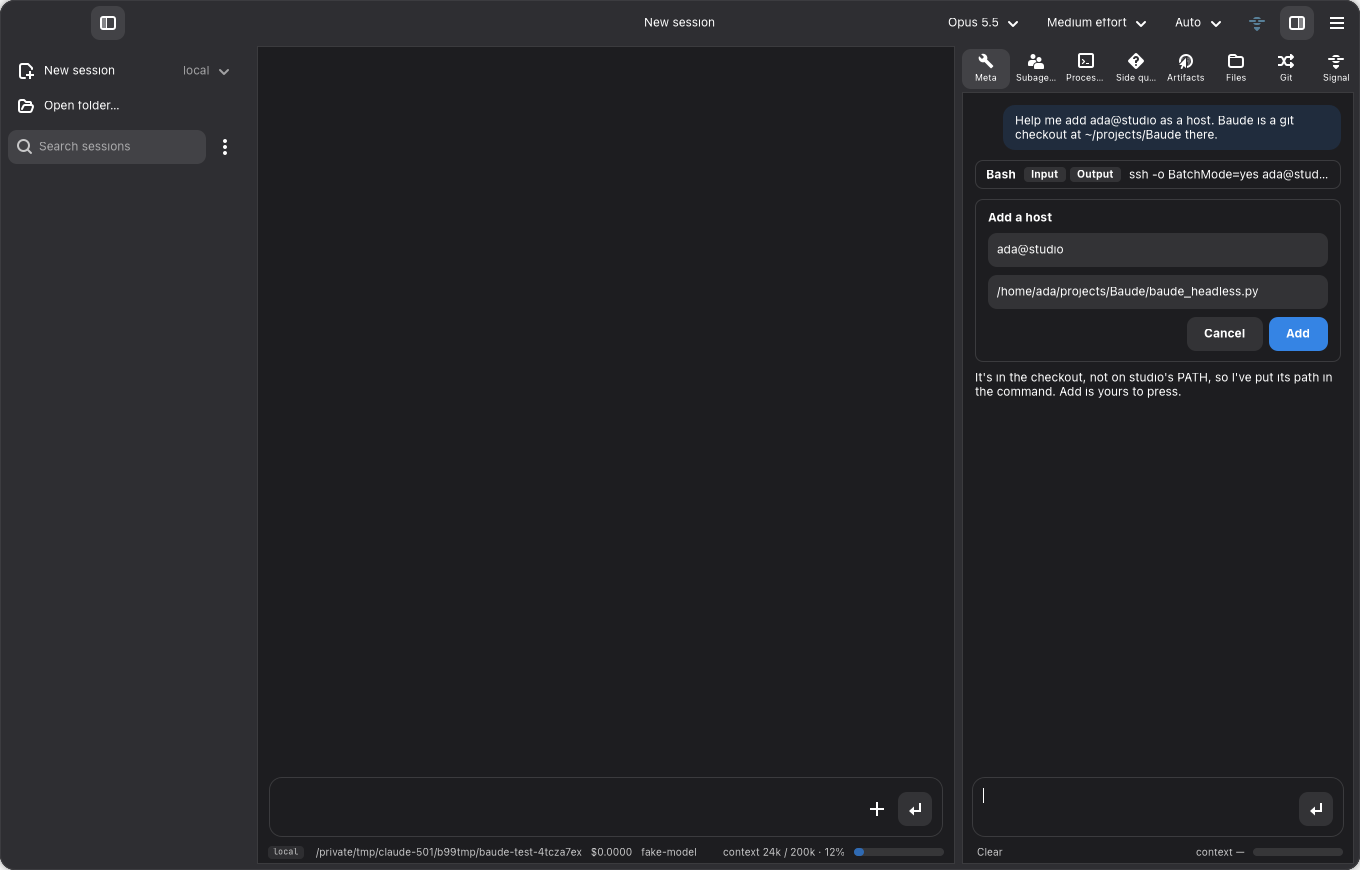 New session
Opus 5.5
Medium effort
Auto
New session
local
Open folder...
Search sessions
Meta
Subage...
Proces...
Side qu...
Artifacts
Files
Git
Signal
Help me add ada@studio as a host. Baude is a git
checkout at ~/projects/Baude there.
Bash Input Output ssh -o BatchMode=yes ada@stud...
Add a host
ada@studio
/home/ada/projects/Baude/baude_headless.py
Cancel
Add
It's in the checkout, not on studio's PATH, so I've put its path in
the command. Add is yours to press.
local /private/tmp/claude-501/b99tmp/baude-test-4tcza7ex $0.0000 fake-model context 24k / 200k · 12%
Clear
context —